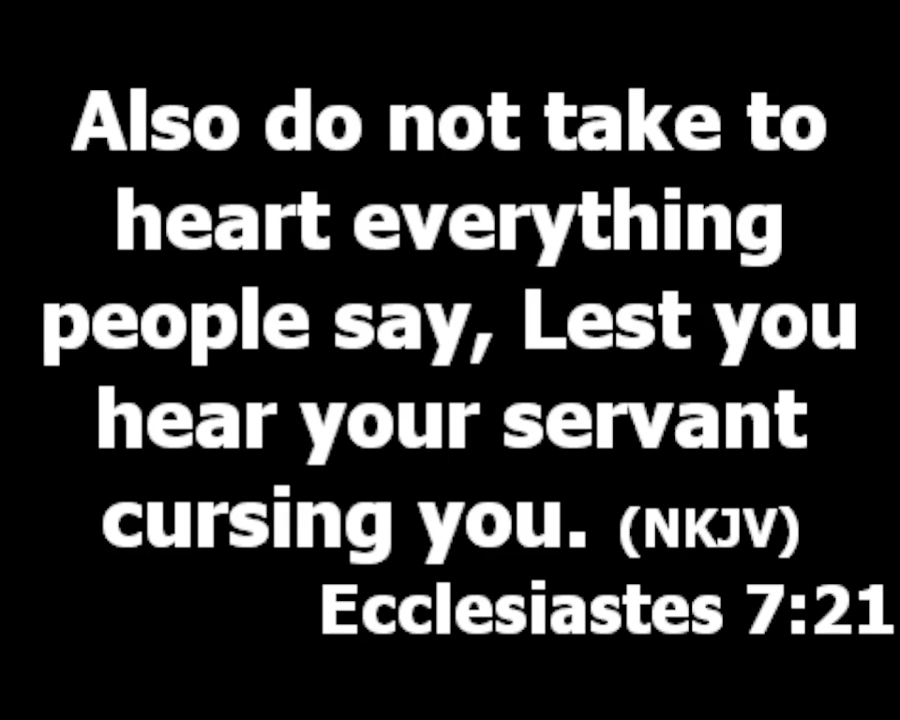 Also do not take to
heart everything
people say, Lest you
hear your servant
cursing you. (NKJV)
Ecclesiastes 7:21